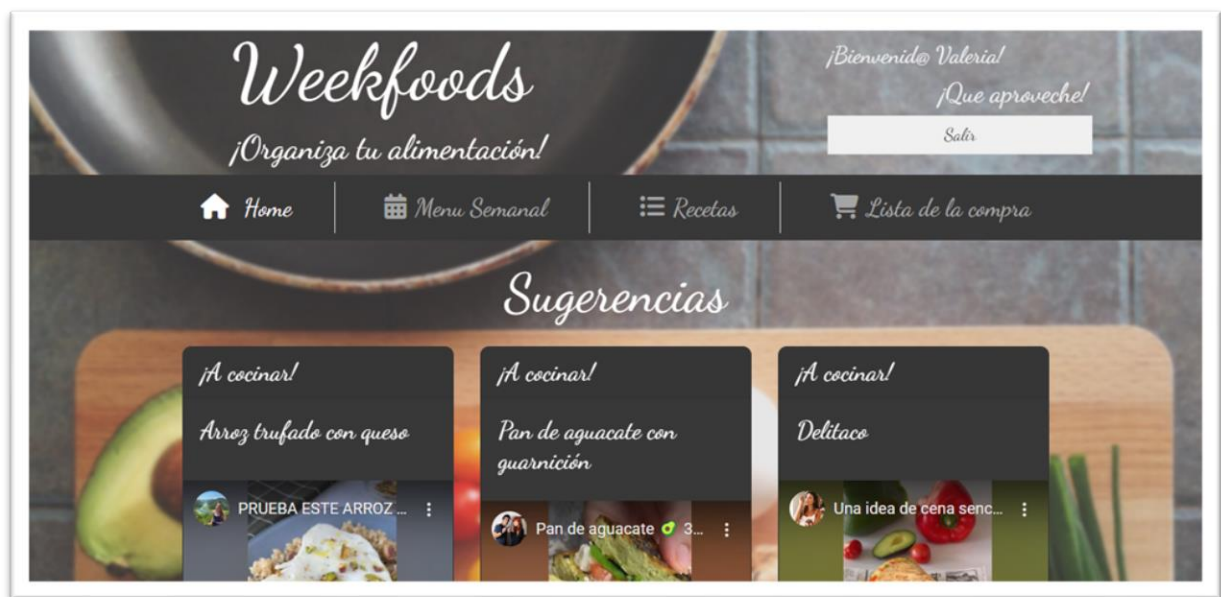 Weekfoods
¡Organiza tu alimentación!
¡Bienvenid@ Valeria!
¡Que aproveche!
Salir
Home
Menu Semanal
Recetas
Lista de la compra
Sugerencias
¡A cocinar!
Arroz trufado con queso
PRUEBA ESTE ARROZ ...
¡A cocinar!
Pan de aguacate con
guarnición
Pan de aguacate 🥑 3...
¡A cocinar!
Delitaco
Una idea de cena senc...